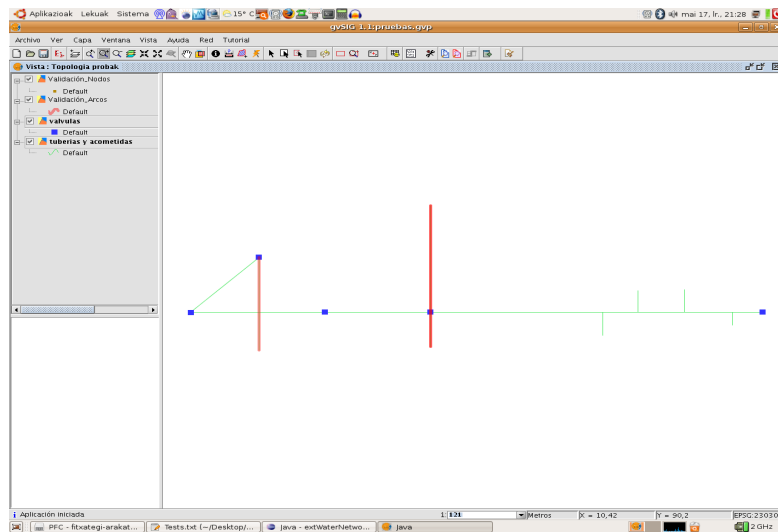 Aplikazioak Lekuak Sistema 15° C mai 17, lr., 21:28
gvSIG 1.1:pruebas.gvp
Archivo Ver Capa Ventana Vista Ayuda Red Tutorial
Vista : Topologia probak
Validación_Nodos
Default
Validación_Arcos
Default
valvulas
Default
tuberias y acometidas
Default
Aplicación iniciada 1: 121 Metros X = 10,42 Y = 90,2 EPSG:23030
PFC - fitxategi-arakat... Tests.txt (~/Desktop/... Java - extWaterNetwo... Java 2 GHz